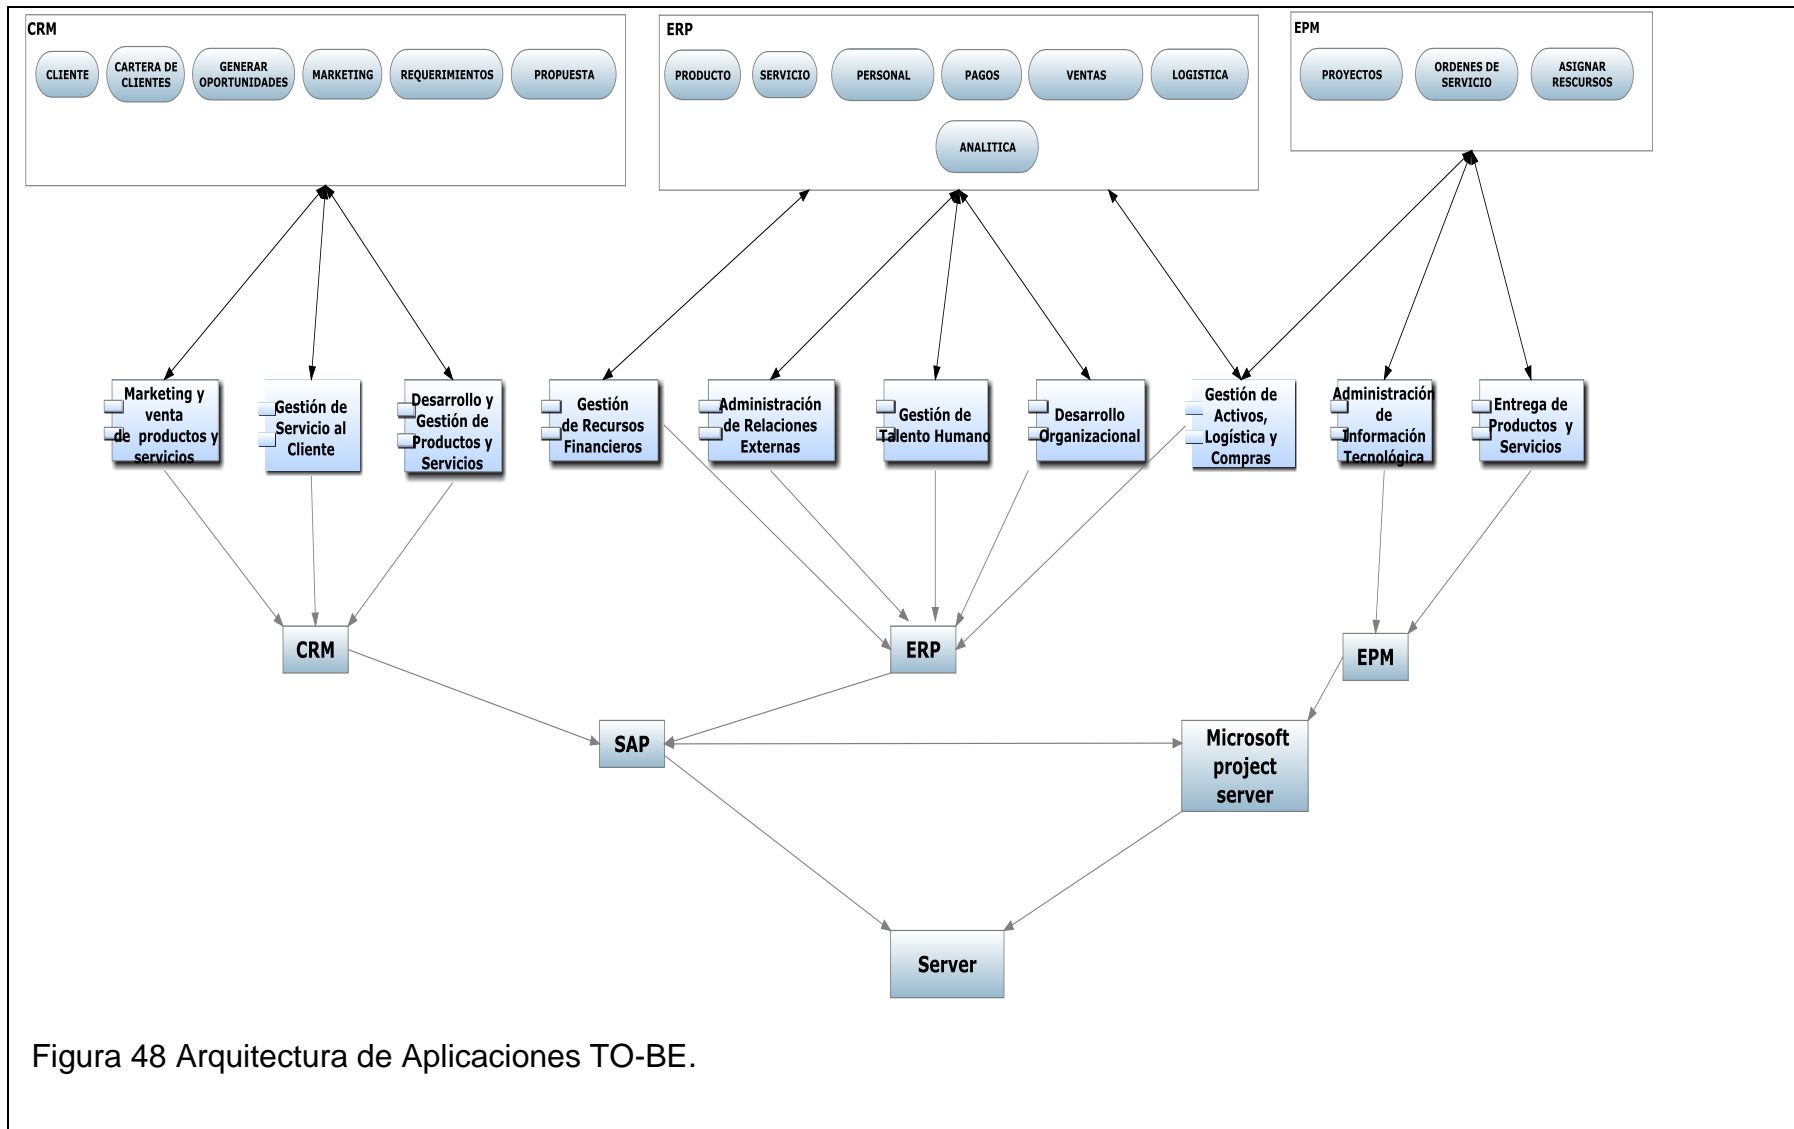 CRM
CLIENTE
CARTERA DE
CLIENTES
GENERAR
OPORTUNIDADES
MARKETING
REQUERIMIENTOS
PROPUESTA
ERP
PRODUCTO
SERVICIO
PERSONAL
PAGOS
VENTAS
LOGISTICA
ANALITICA
EPM
PROYECTOS
ORDENES DE
SERVICIO
ASIGNAR
RESCURSOS
Marketing y
venta
de productos y
servicios
Gestión de
Servicio al
Cliente
Desarrollo y
Gestión de
Productos y
Servicios
Gestión
de Recursos
Financieros
Administración
de Relaciones
Externas
Gestión de
Talento Humano
Desarrollo
Organizacional
Gestión de
Activos,
Logística y
Compras
Administración
de
Información
Tecnológica
Entrega de
Productos y
Servicios
CRM
ERP
EPM
SAP
Microsoft
project
server
Server
Figura 48 Arquitectura de Aplicaciones TO-BE.